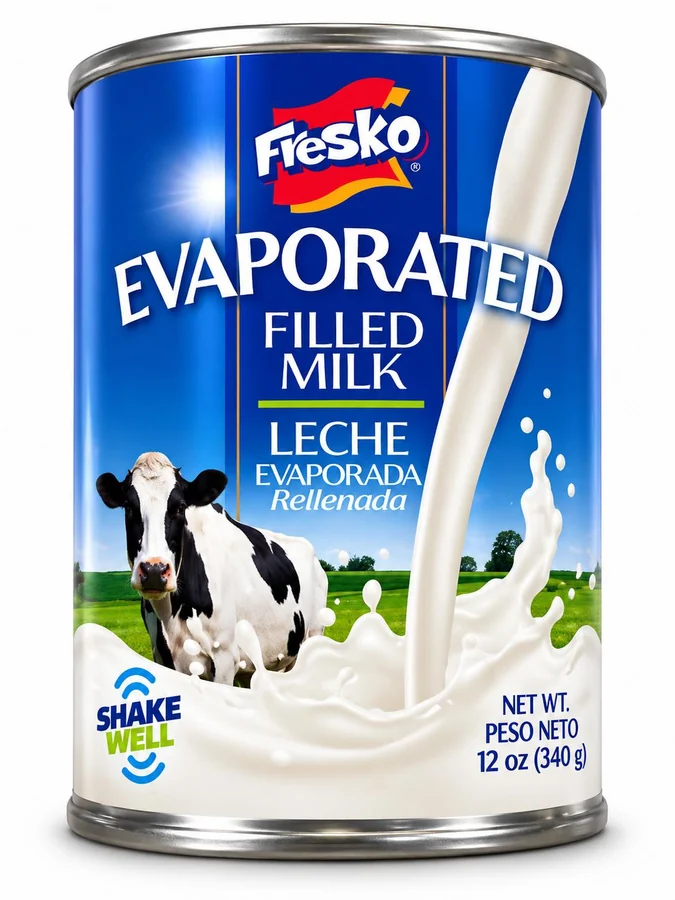 Fresko
®
EVAPORATED
FILLED
MILK
LECHE
EVAPORADA
Rellenada
SHAKE
WELL
NET WT.
PESO NETO
12 oz (340 g)